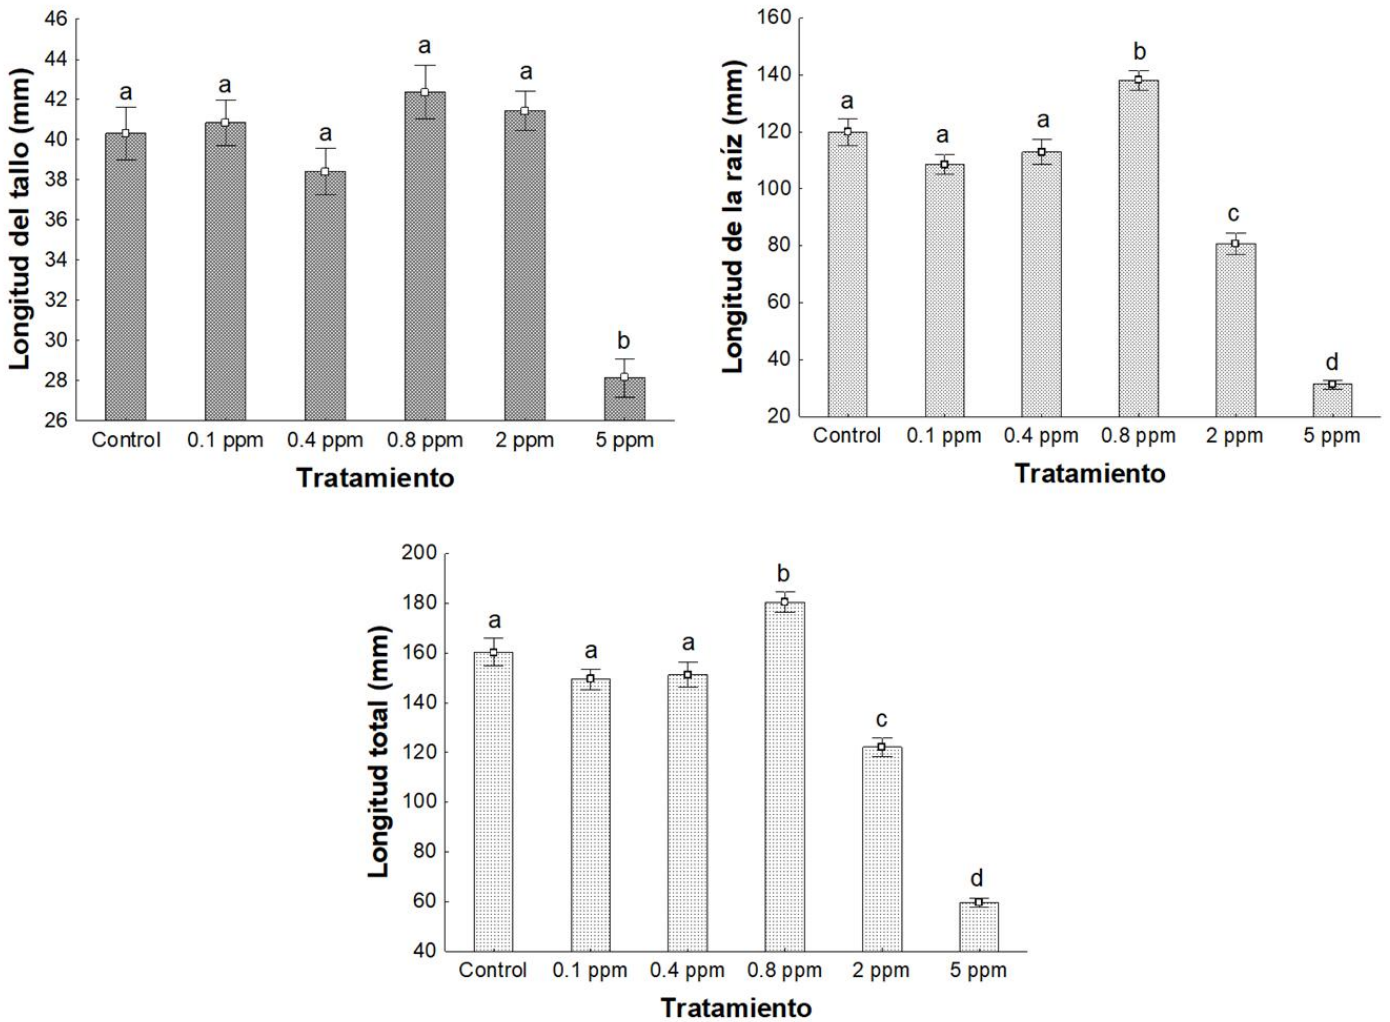 Longitud del tallo (mm)
46
44
42
40
38
36
34
32
30
28
26
a
a
a
a
a
b
Control 0.1 ppm 0.4 ppm 0.8 ppm 2 ppm 5 ppm
Tratamiento
Longitud de la raíz (mm)
160
140
120
100
80
60
40
20
a
a
a
b
c
d
Control 0.1 ppm 0.4 ppm 0.8 ppm 2 ppm 5 ppm
Tratamiento
Longitud total (mm)
200
180
160
140
120
100
80
60
40
a
a
a
b
c
d
Control 0.1 ppm 0.4 ppm 0.8 ppm 2 ppm 5 ppm
Tratamiento